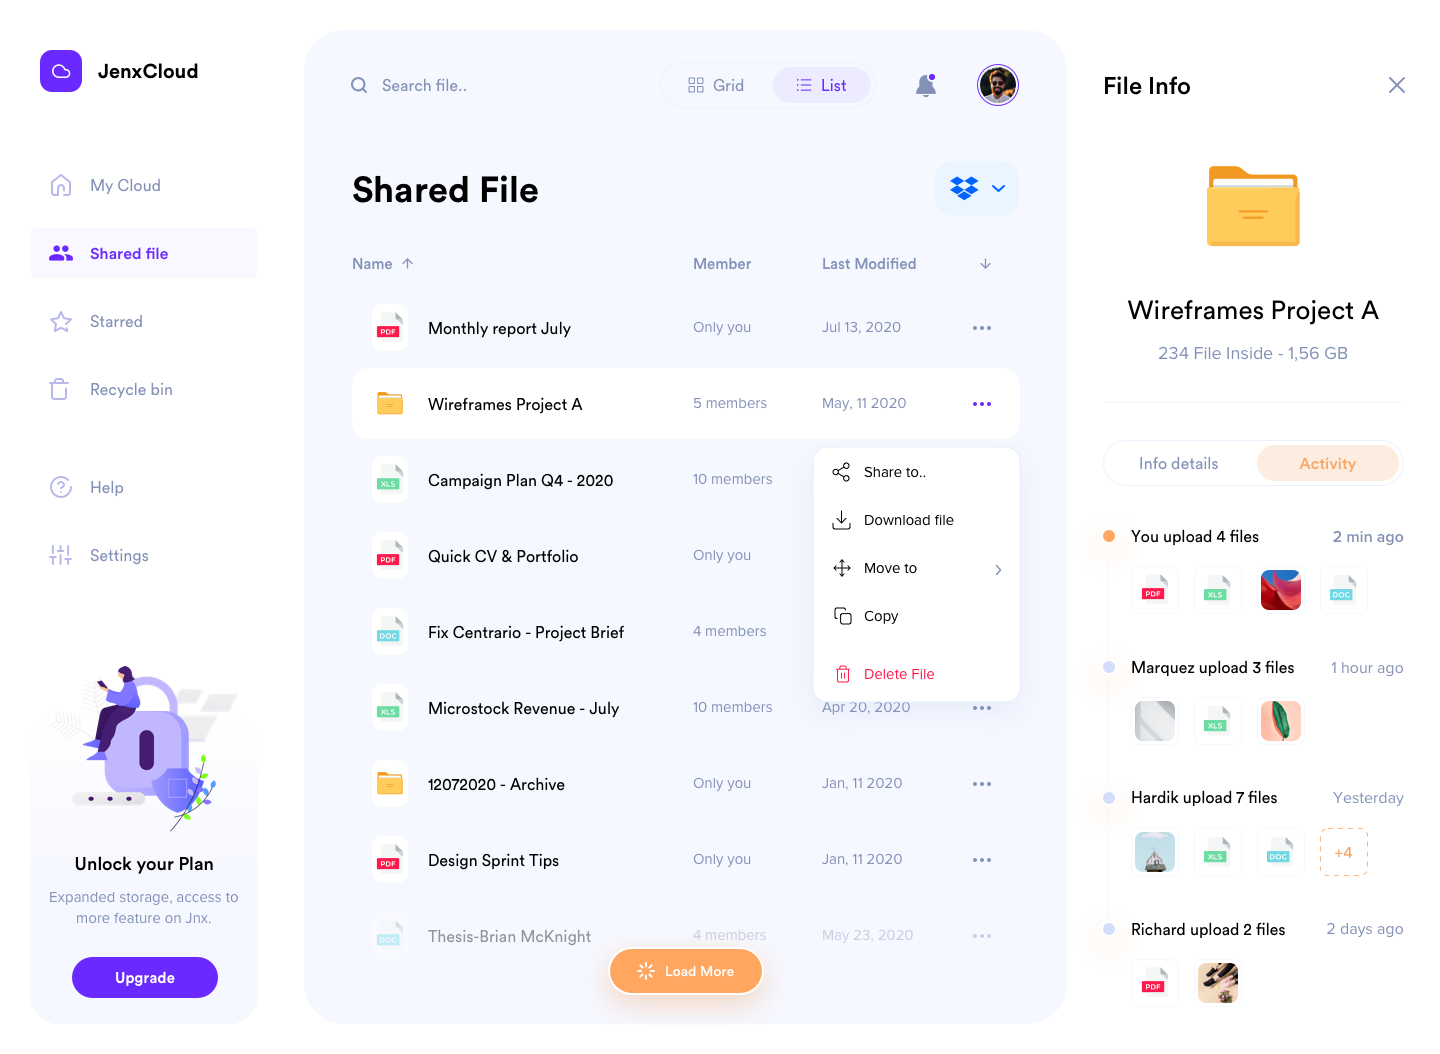 JenxCloud
My Cloud
Shared file
Starred
Recycle bin
Help
Settings
Unlock your Plan
Expanded storage, access to
more feature on Jnx.
Upgrade
Search file..
Grid
List
Shared File
Name
Member
Last Modified
PDF
Monthly report July
Only you
Jul 13, 2020
Wireframes Project A
5 members
May, 11 2020
XLS
Campaign Plan Q4 - 2020
10 members
PDF
Quick CV & Portfolio
Only you
DOC
Fix Centrario - Project Brief
4 members
XLS
Microstock Revenue - July
10 members
Apr 20, 2020
12072020 - Archive
Only you
Jan, 11 2020
PDF
Design Sprint Tips
Only you
Jan, 11 2020
DOC
Thesis-Brian McKnight
4 members
May 23, 2020
Load More
Share to..
Download file
Move to
Copy
Delete File
File Info
Wireframes Project A
234 File Inside - 1,56 GB
Info details
Activity
You upload 4 files
2 min ago
PDF
XLS
DOC
Marquez upload 3 files
1 hour ago
XLS
Hardik upload 7 files
Yesterday
XLS
DOC
+4
Richard upload 2 files
2 days ago
PDF